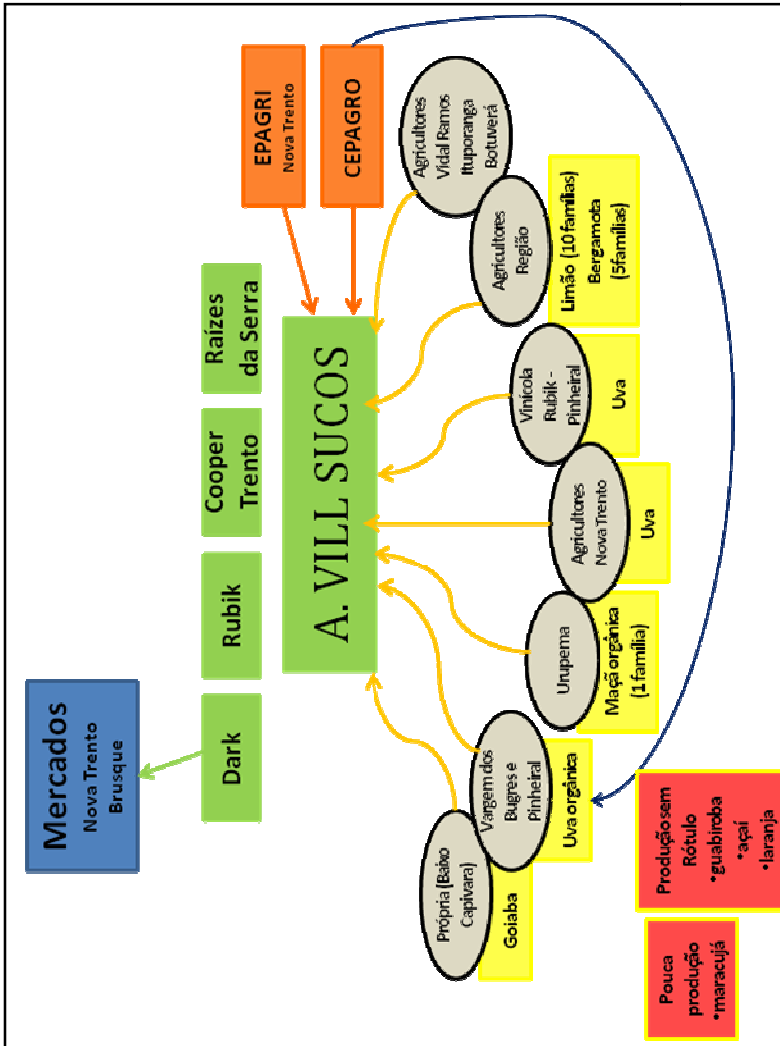 Mercados
Nova Trento
Brusque
Dark
Rubik
Cooper
Trento
Raízes
da Serra
EPAGRI
Nova Trento
CEPAGRO
A. VILL SUCOS
Própria (Baixo
Capivara)
Goiaba
Vargem dos
Bugres e
Pinheiral
Uva orgânica
Urupema
Maçã orgânica
(1 família)
Agricultores
Nova Trento
Uva
Vinícola
Rubik -
Pinheiral
Uva
Agricultores
Região
Limão (10 famílias)
Bergamota
(5famílias)
Agricultores
Vidal Ramos
Ituporanga
Botuverá
Pouca
produção
•maracujá
Produção sem
Rótulo
•guabiroba
•açaí
•laranja